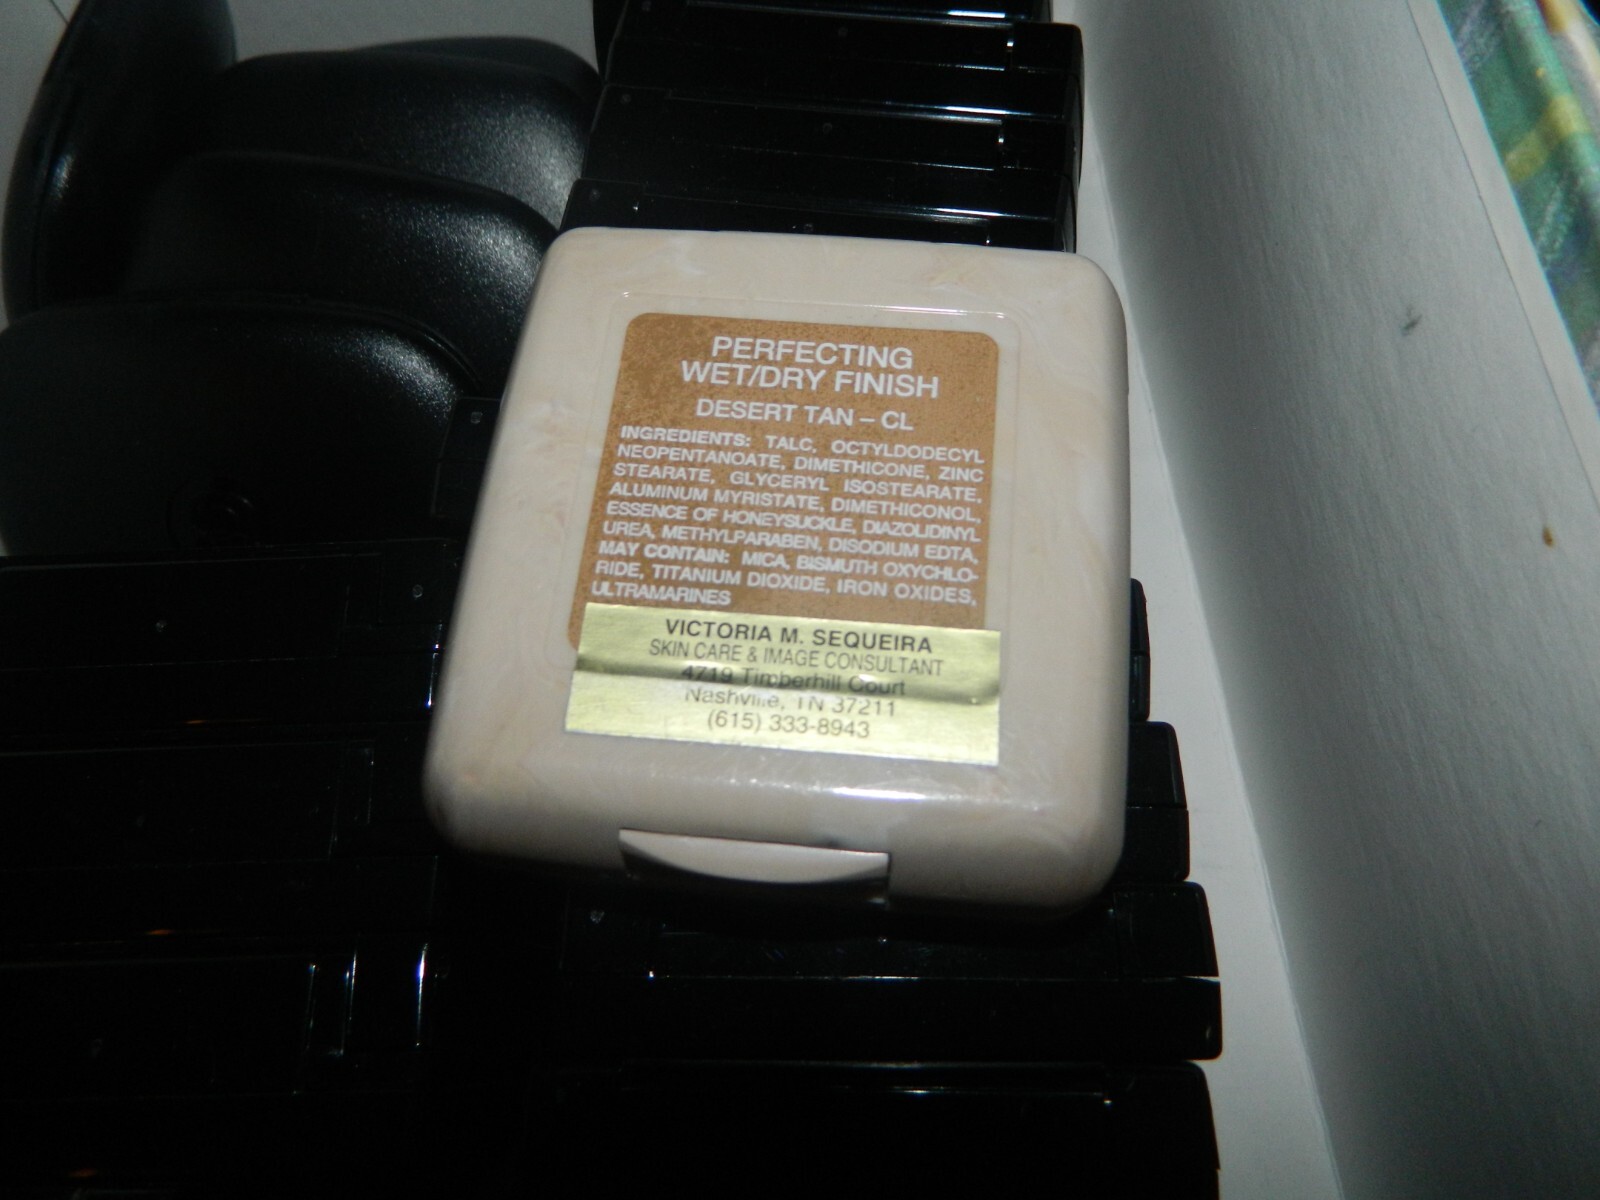 PERFECTING
WET/DRY FINISH
DESERT TAN – CL
INGREDIENTS: TALC, OCTYLDODECYL
NEOPENTANOATE, DIMETHICONE, ZINC
STEARATE, GLYCERYL ISOSTEARATE,
ALUMINUM MYRISTATE, DIMETHICONOL,
ESSENCE OF HONEYSUCKLE, DIAZOLIDINYL
UREA, METHYLPARABEN, DISODIUM EDTA,
MAY CONTAIN: MICA, BISMUTH OXYCHLO-
RIDE, TITANIUM DIOXIDE, IRON OXIDES,
ULTRAMARINES
VICTORIA M. SEQUEIRA
SKIN CARE & IMAGE CONSULTANT
4719 Timberhill Court
Nashville, TN 37211
(615) 333-8943